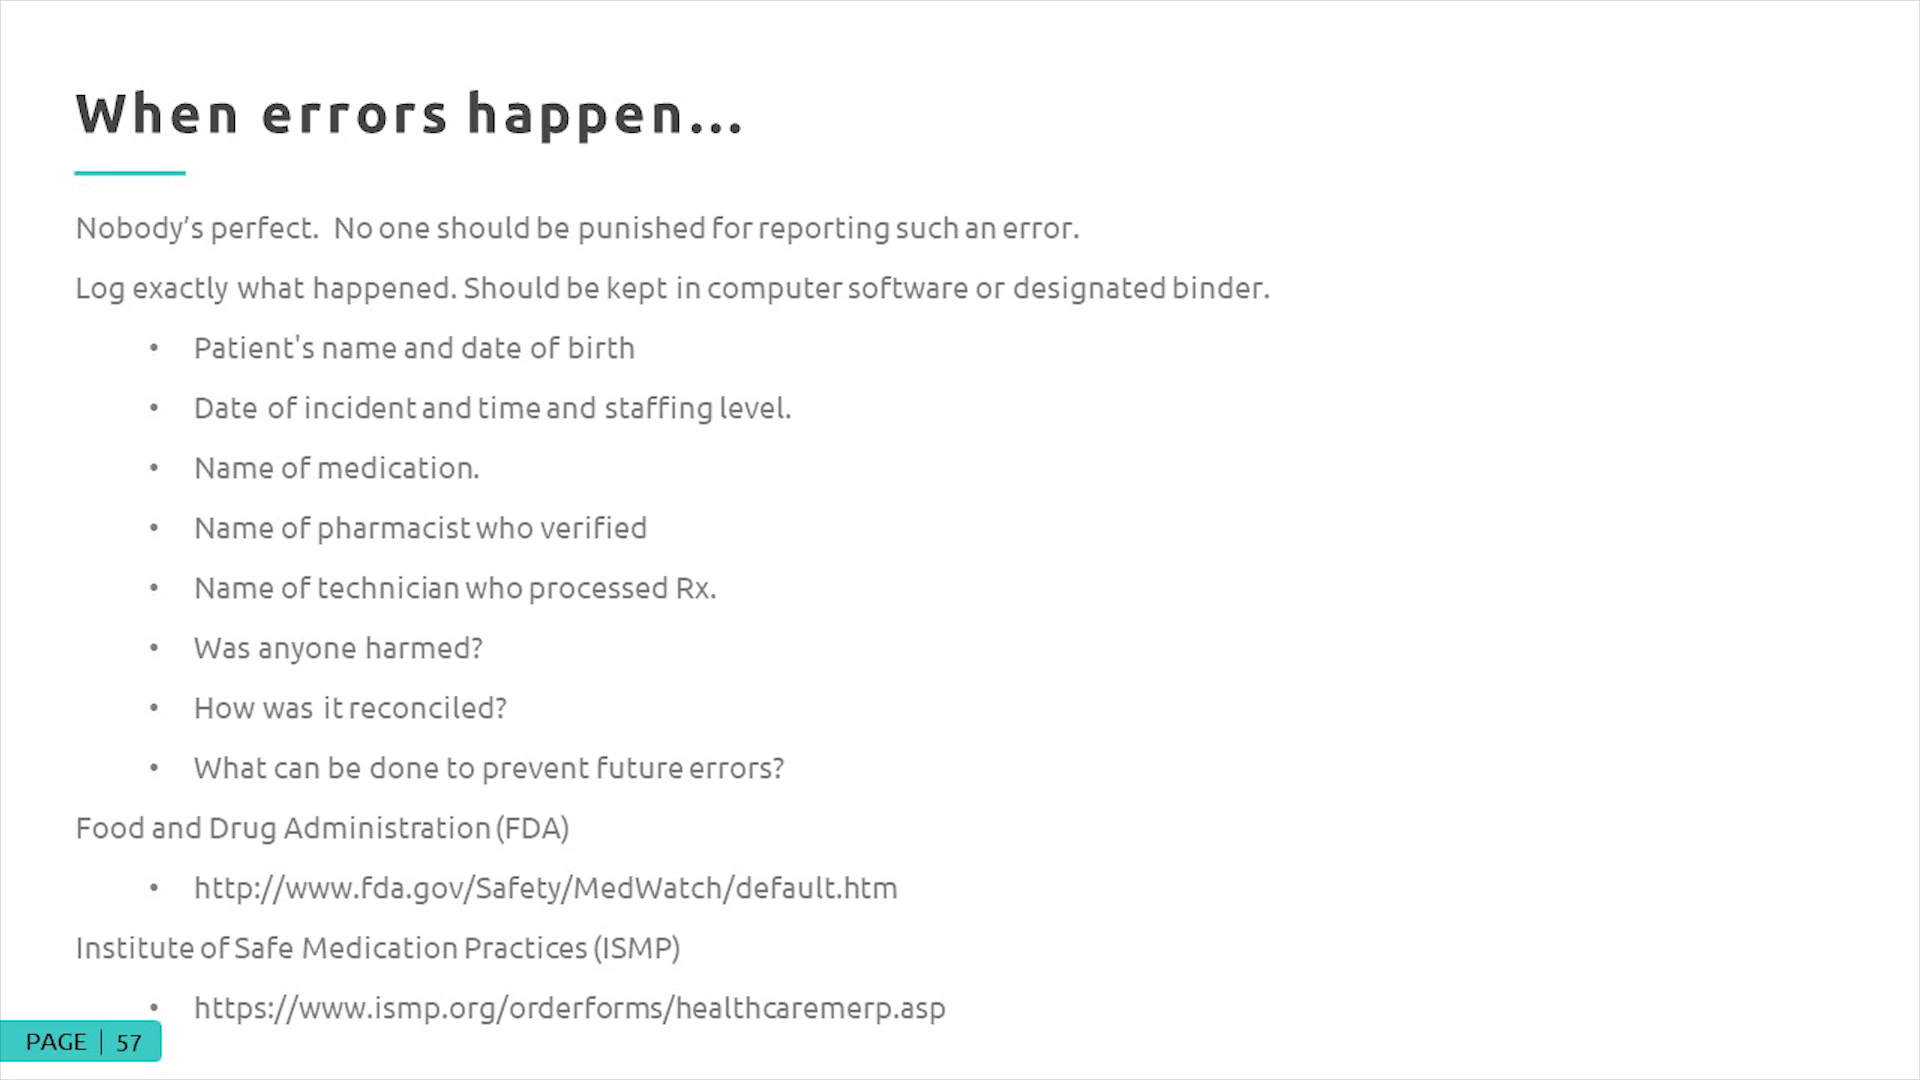 When errors happen...
Nobody’s perfect.  No one should be punished for reporting such an error.
Log exactly what happened. Should be kept in computer software or designated binder.
• Patient's name and date of birth
• Date of incident and time and staffing level.
• Name of medication.
• Name of pharmacist who verified
• Name of technician who processed Rx.
• Was anyone harmed?
• How was it reconciled?
• What can be done to prevent future errors?
Food and Drug Administration (FDA)
• http://www.fda.gov/Safety/MedWatch/default.htm
Institute of Safe Medication Practices (ISMP)
• https://www.ismp.org/orderforms/healthcaremerp.asp
PAGE | 57